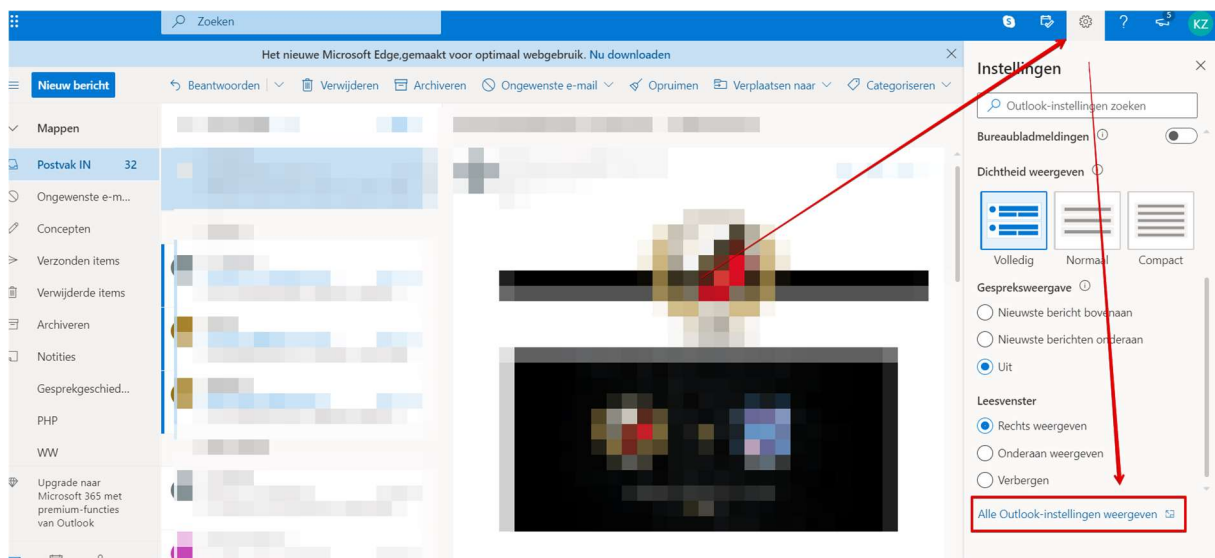 Zoeken
5
KZ
Het nieuwe Microsoft Edge,gemaakt voor optimaal webgebruik. Nu downloaden
Nieuw bericht
Beantwoorden
Verwijderen
Archiveren
Ongewenste e-mail
Opruimen
Verplaatsen naar
Categoriseren
Mappen
Postvak IN 32
Ongewenste e-m...
Concepten
Verzonden items
Verwijderde items
Archiveren
Notities
Gesprekgeschied...
PHP
WW
Upgrade naar
Microsoft 365 met
premium-functies
van Outlook
Instellingen
Outlook-instellingen zoeken
Bureaubladmeldingen
Dichtheid weergeven
Volledig Normaal Compact
Gespreksweergave
Nieuwste bericht bovenaan
Nieuwste berichten onderaan
Uit
Leesvenster
Rechts weergeven
Onderaan weergeven
Verbergen
Alle Outlook-instellingen weergeven